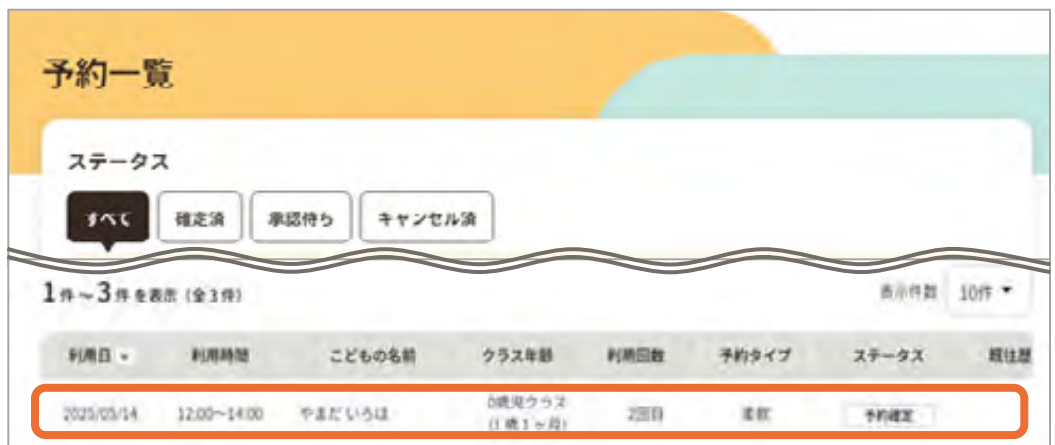 予約一覧
ステータス
すべて 確定済 承認待ち キャンセル済
1件～3件を表示（全3件） 表示件数 10件
利用日 利用時間 こどもの名前 クラス年齢 利用回数 予約タイプ ステータス 既往歴
2025/05/14 12:00～14:00 やまだ いろは 0歳児クラス 2回目 柔軟 予約確定
(1歳1ヶ月)